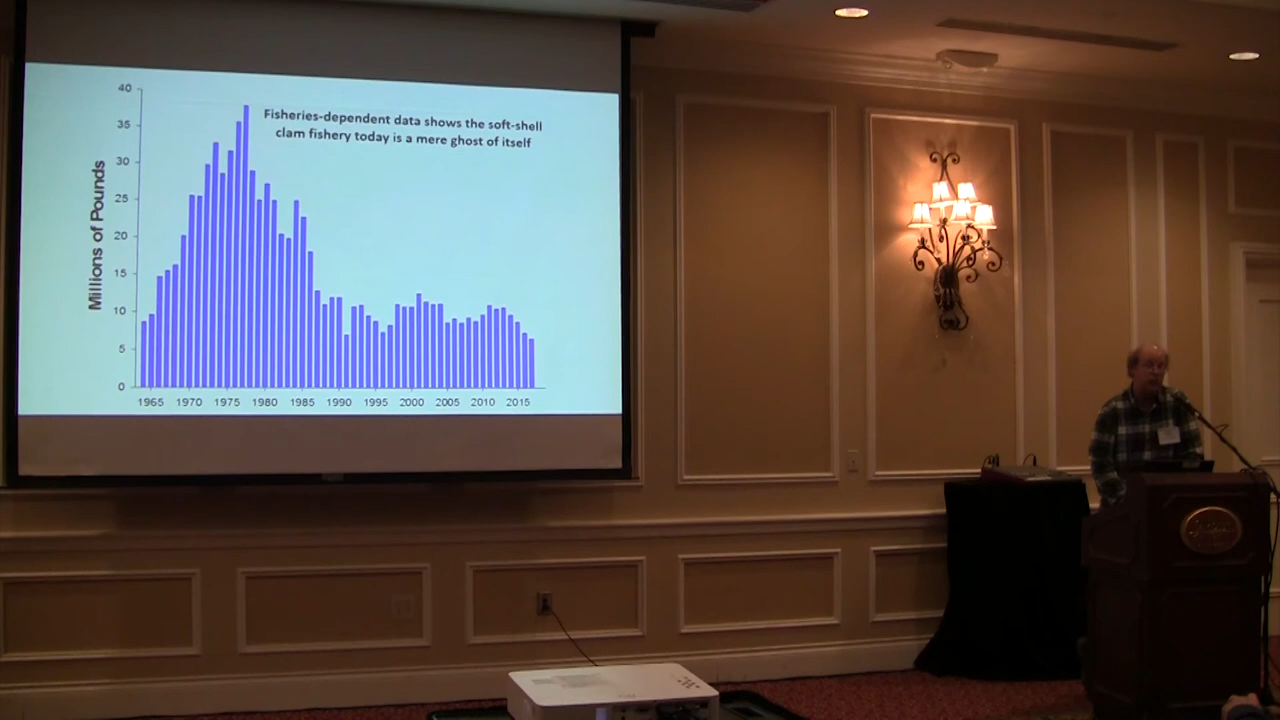 Fisheries-dependent data shows the soft-shell
clam fishery today is a mere ghost of itself
Millions of Pounds
40
35
30
25
20
15
10
5
0
1965 1970 1975 1980 1985 1990 1995 2000 2005 2010 2015